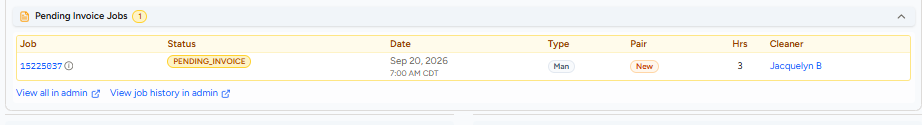 Pending Invoice Jobs 1
Job Status Date Type Pair Hrs Cleaner
15225037 PENDING_INVOICE Sep 20, 2026 Man New 3 Jacquelyn B
7:00 AM CDT
View all in admin View job history in admin